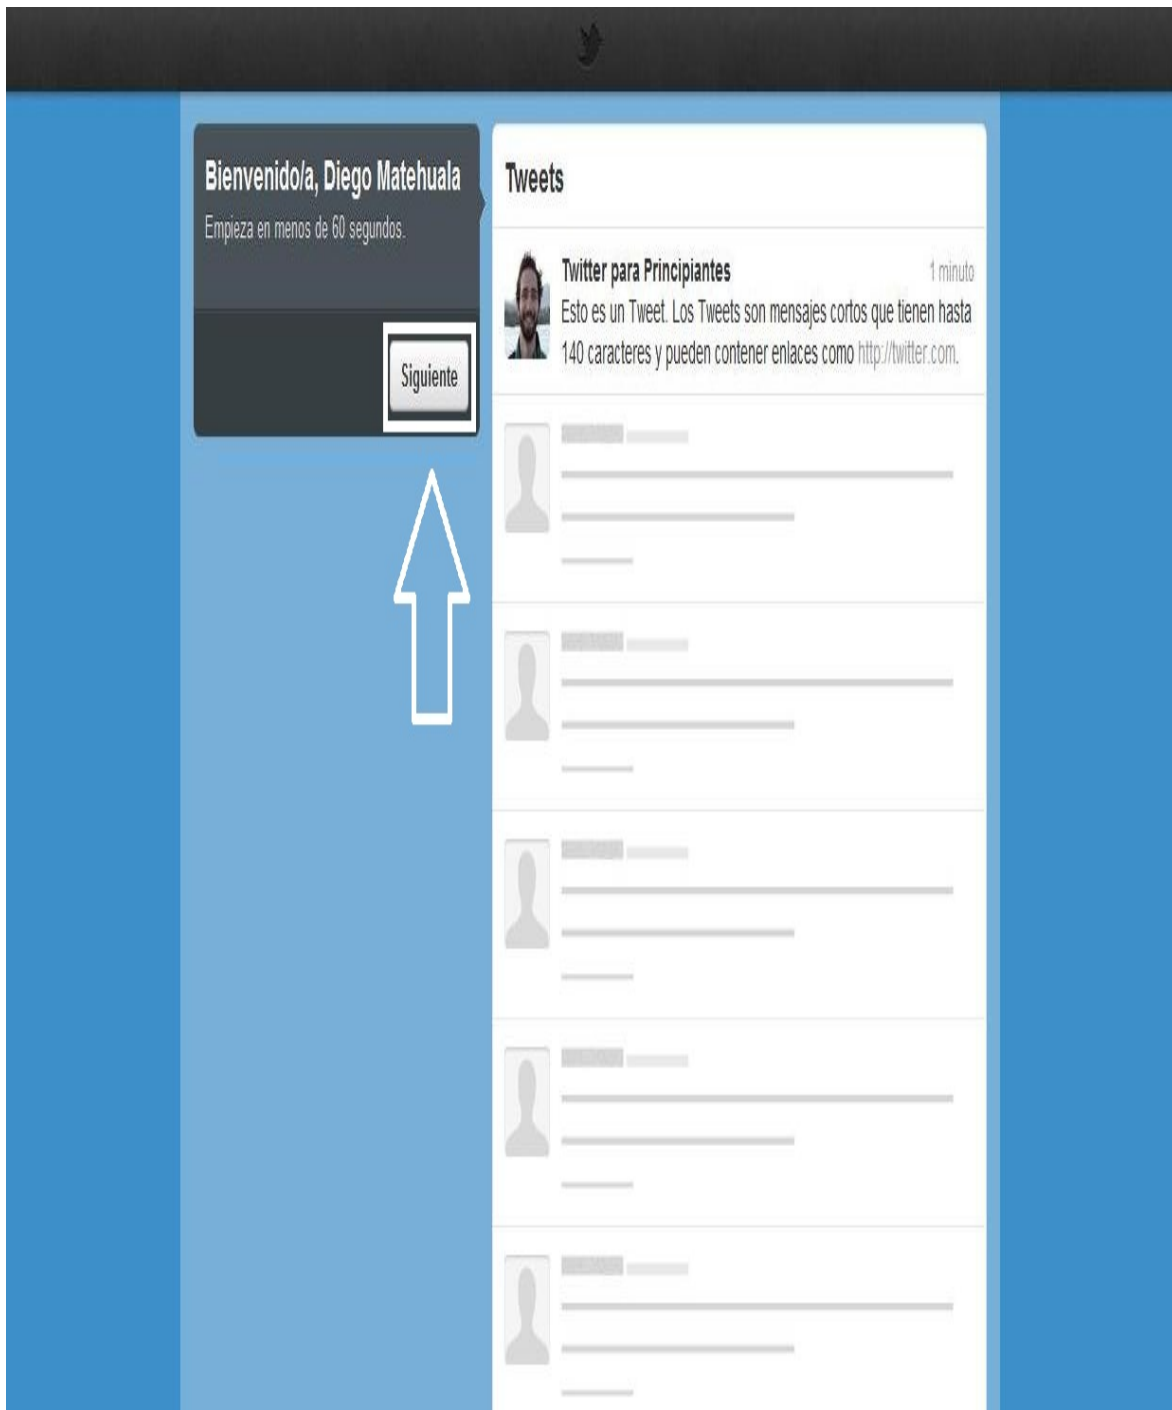 Bienvenido/a, Diego Matehuala
Empieza en menos de 60 segundos.
Siguiente
Tweets
Twitter para Principiantes 1 minuto
Esto es un Tweet. Los Tweets son mensajes cortos que tienen hasta
140 caracteres y pueden contener enlaces como http://twitter.com.